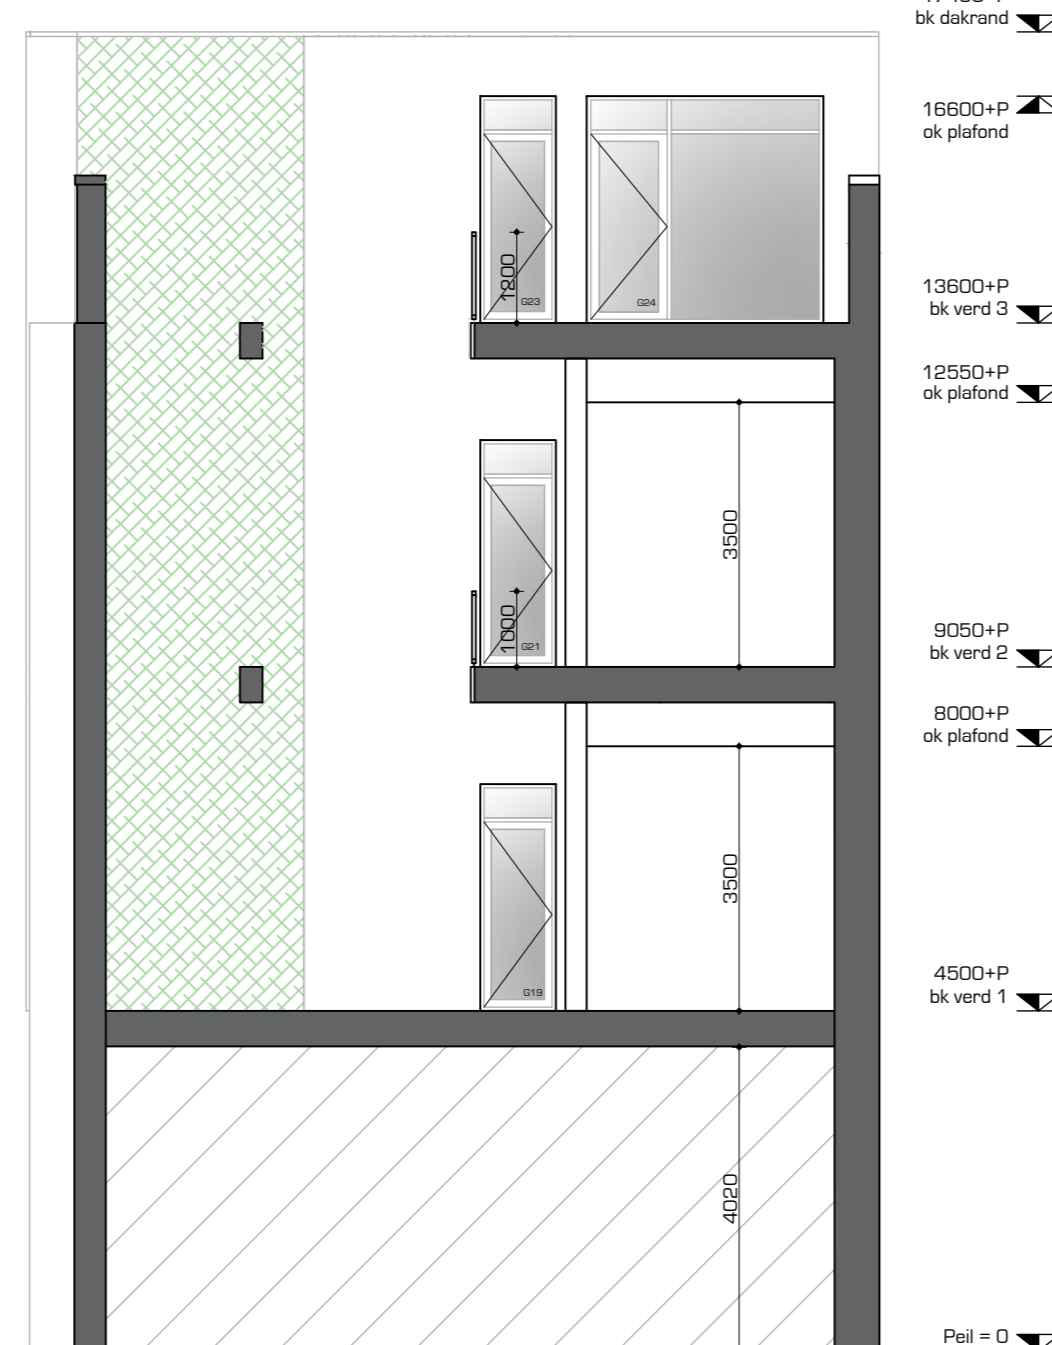 bk dakrand
16600+P
ok plafond
1200
G23
G24
13600+P
bk verd 3
12550+P
ok plafond
3500
1000
G21
9050+P
bk verd 2
8000+P
ok plafond
3500
G19
4500+P
bk verd 1
4020
Peil = 0